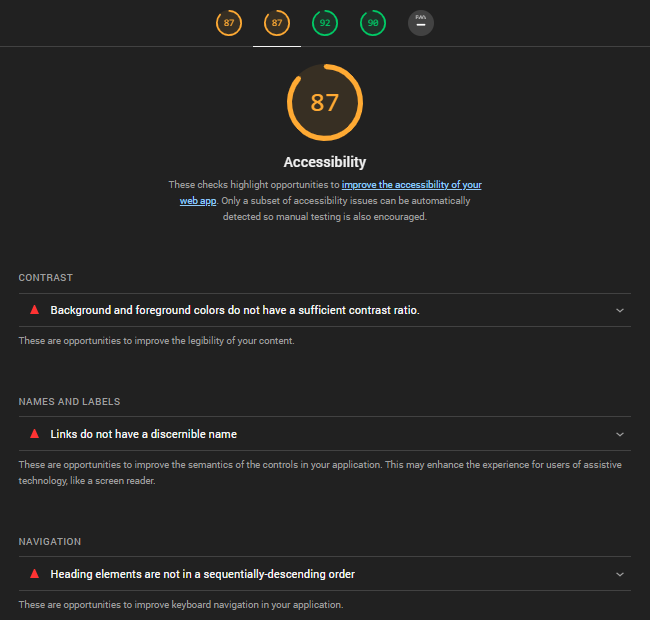 87 87 92 90 PWA
87
Accessibility
These checks highlight opportunities to improve the accessibility of your
web app. Only a subset of accessibility issues can be automatically
detected so manual testing is also encouraged.
CONTRAST
Background and foreground colors do not have a sufficient contrast ratio.
These are opportunities to improve the legibility of your content.
NAMES AND LABELS
Links do not have a discernible name
These are opportunities to improve the semantics of the controls in your application. This may enhance the experience for users of assistive
technology, like a screen reader.
NAVIGATION
Heading elements are not in a sequentially-descending order
These are opportunities to improve keyboard navigation in your application.